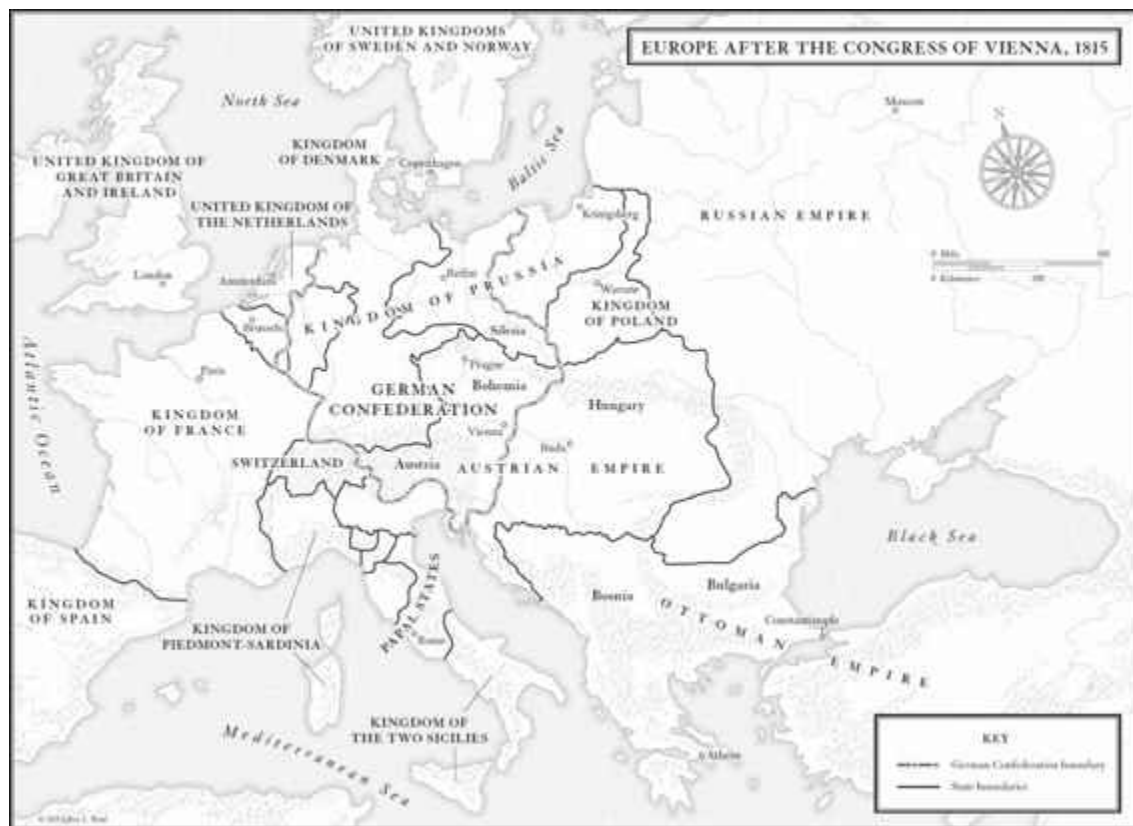 UNITED KINGDOMS
OF SWEDEN AND NORWAY
EUROPE AFTER THE CONGRESS OF VIENNA, 1815
North Sea
Moscow
N
KINGDOM
OF DENMARK
Copenhagen
Baltic Sea
UNITED KINGDOM OF
GREAT BRITAIN
AND IRELAND
UNITED KINGDOM OF
THE NETHERLANDS
Königsberg
RUSSIAN EMPIRE
London
Amsterdam
Berlin
KINGDOM OF PRUSSIA
Warsaw
KINGDOM
OF POLAND
0 Miles
0 Kilometers
Brussels
Silesia
Atlantic Ocean
Paris
Prague
Bohemia
GERMAN
CONFEDERATION
Hungary
KINGDOM
OF FRANCE
Vienna
Buda
SWITZERLAND
Austria
AUSTRIAN EMPIRE
Black Sea
KINGDOM
OF SPAIN
PAPAL STATES
Bosnia
Bulgaria
OTTOMAN EMPIRE
Constantinople
KINGDOM OF
PIEDMONT-SARDINIA
Rome
KINGDOM OF
THE TWO SICILIES
Mediterranean Sea
Athens
KEY
German Confederation boundary
State boundaries